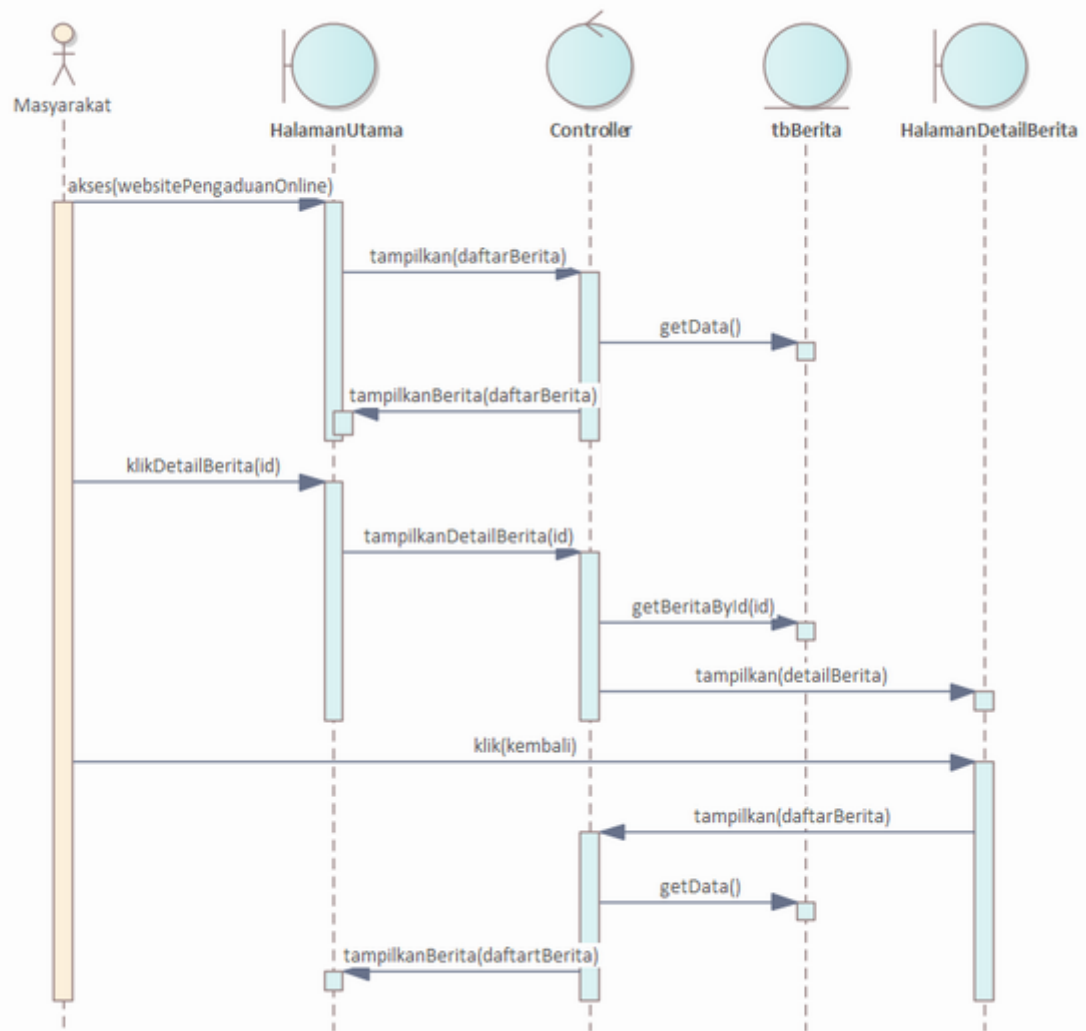 Masyarakat
HalamanUtama
Controller
tbBerita
HalamanDetailBerita
akses(websitePengaduanOnline)
tampilkan(daftarBerita)
getData()
tampilkanBerita(daftarBerita)
klikDetailBerita(id)
tampilkanDetailBerita(id)
getBeritaById(id)
tampilkan(detailBerita)
klik(kembali)
tampilkan(daftarBerita)
getData()
tampilkanBerita(daftartBerita)